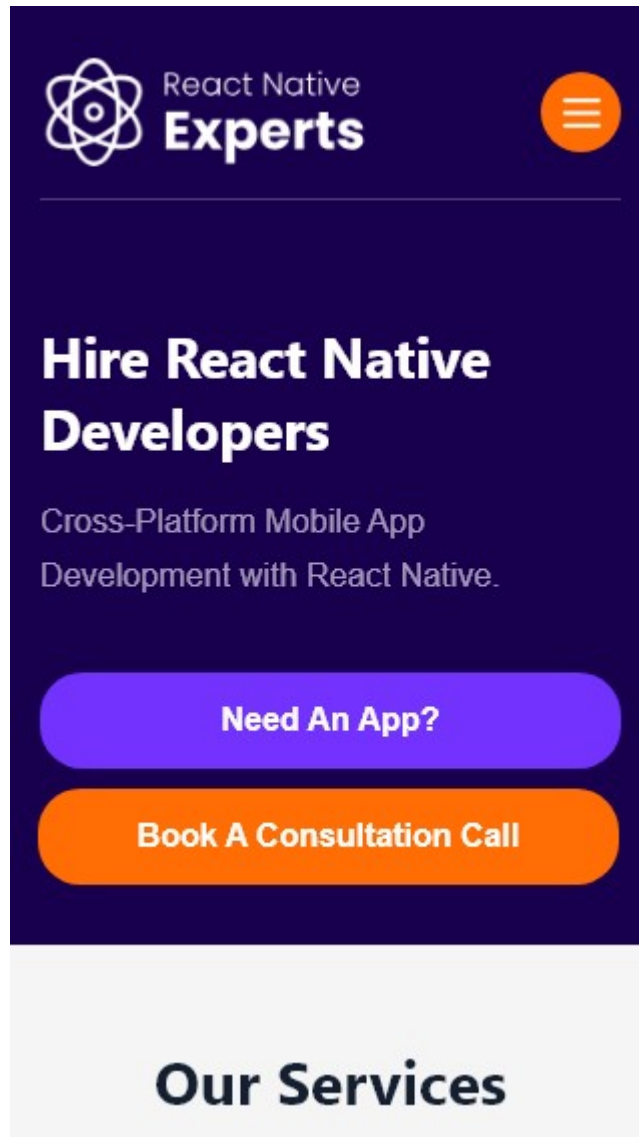 React Native
Experts
Hire React Native
Developers
Cross-Platform Mobile App
Development with React Native.
Need An App?
Book A Consultation Call
Our Services